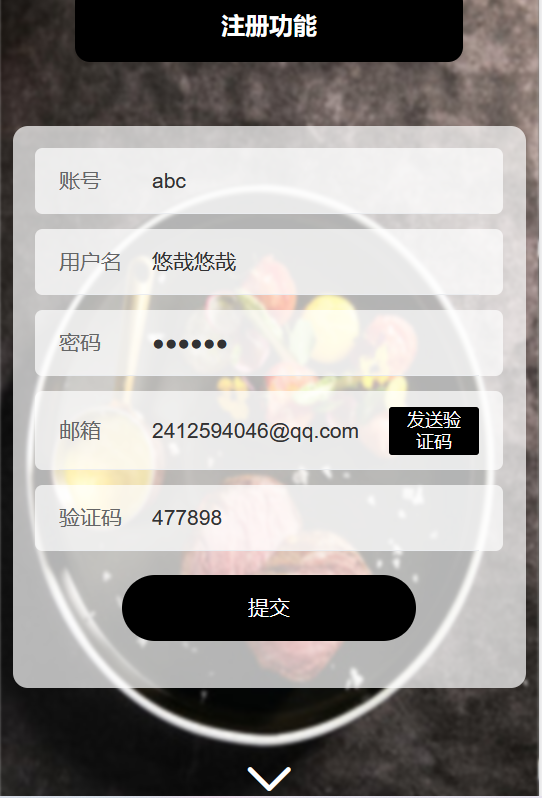 注册功能
账号 abc
用户名 悠哉悠哉
密码 ●●●●●●
邮箱 2412594046@qq.com 发送验
证码
验证码 477898
提交